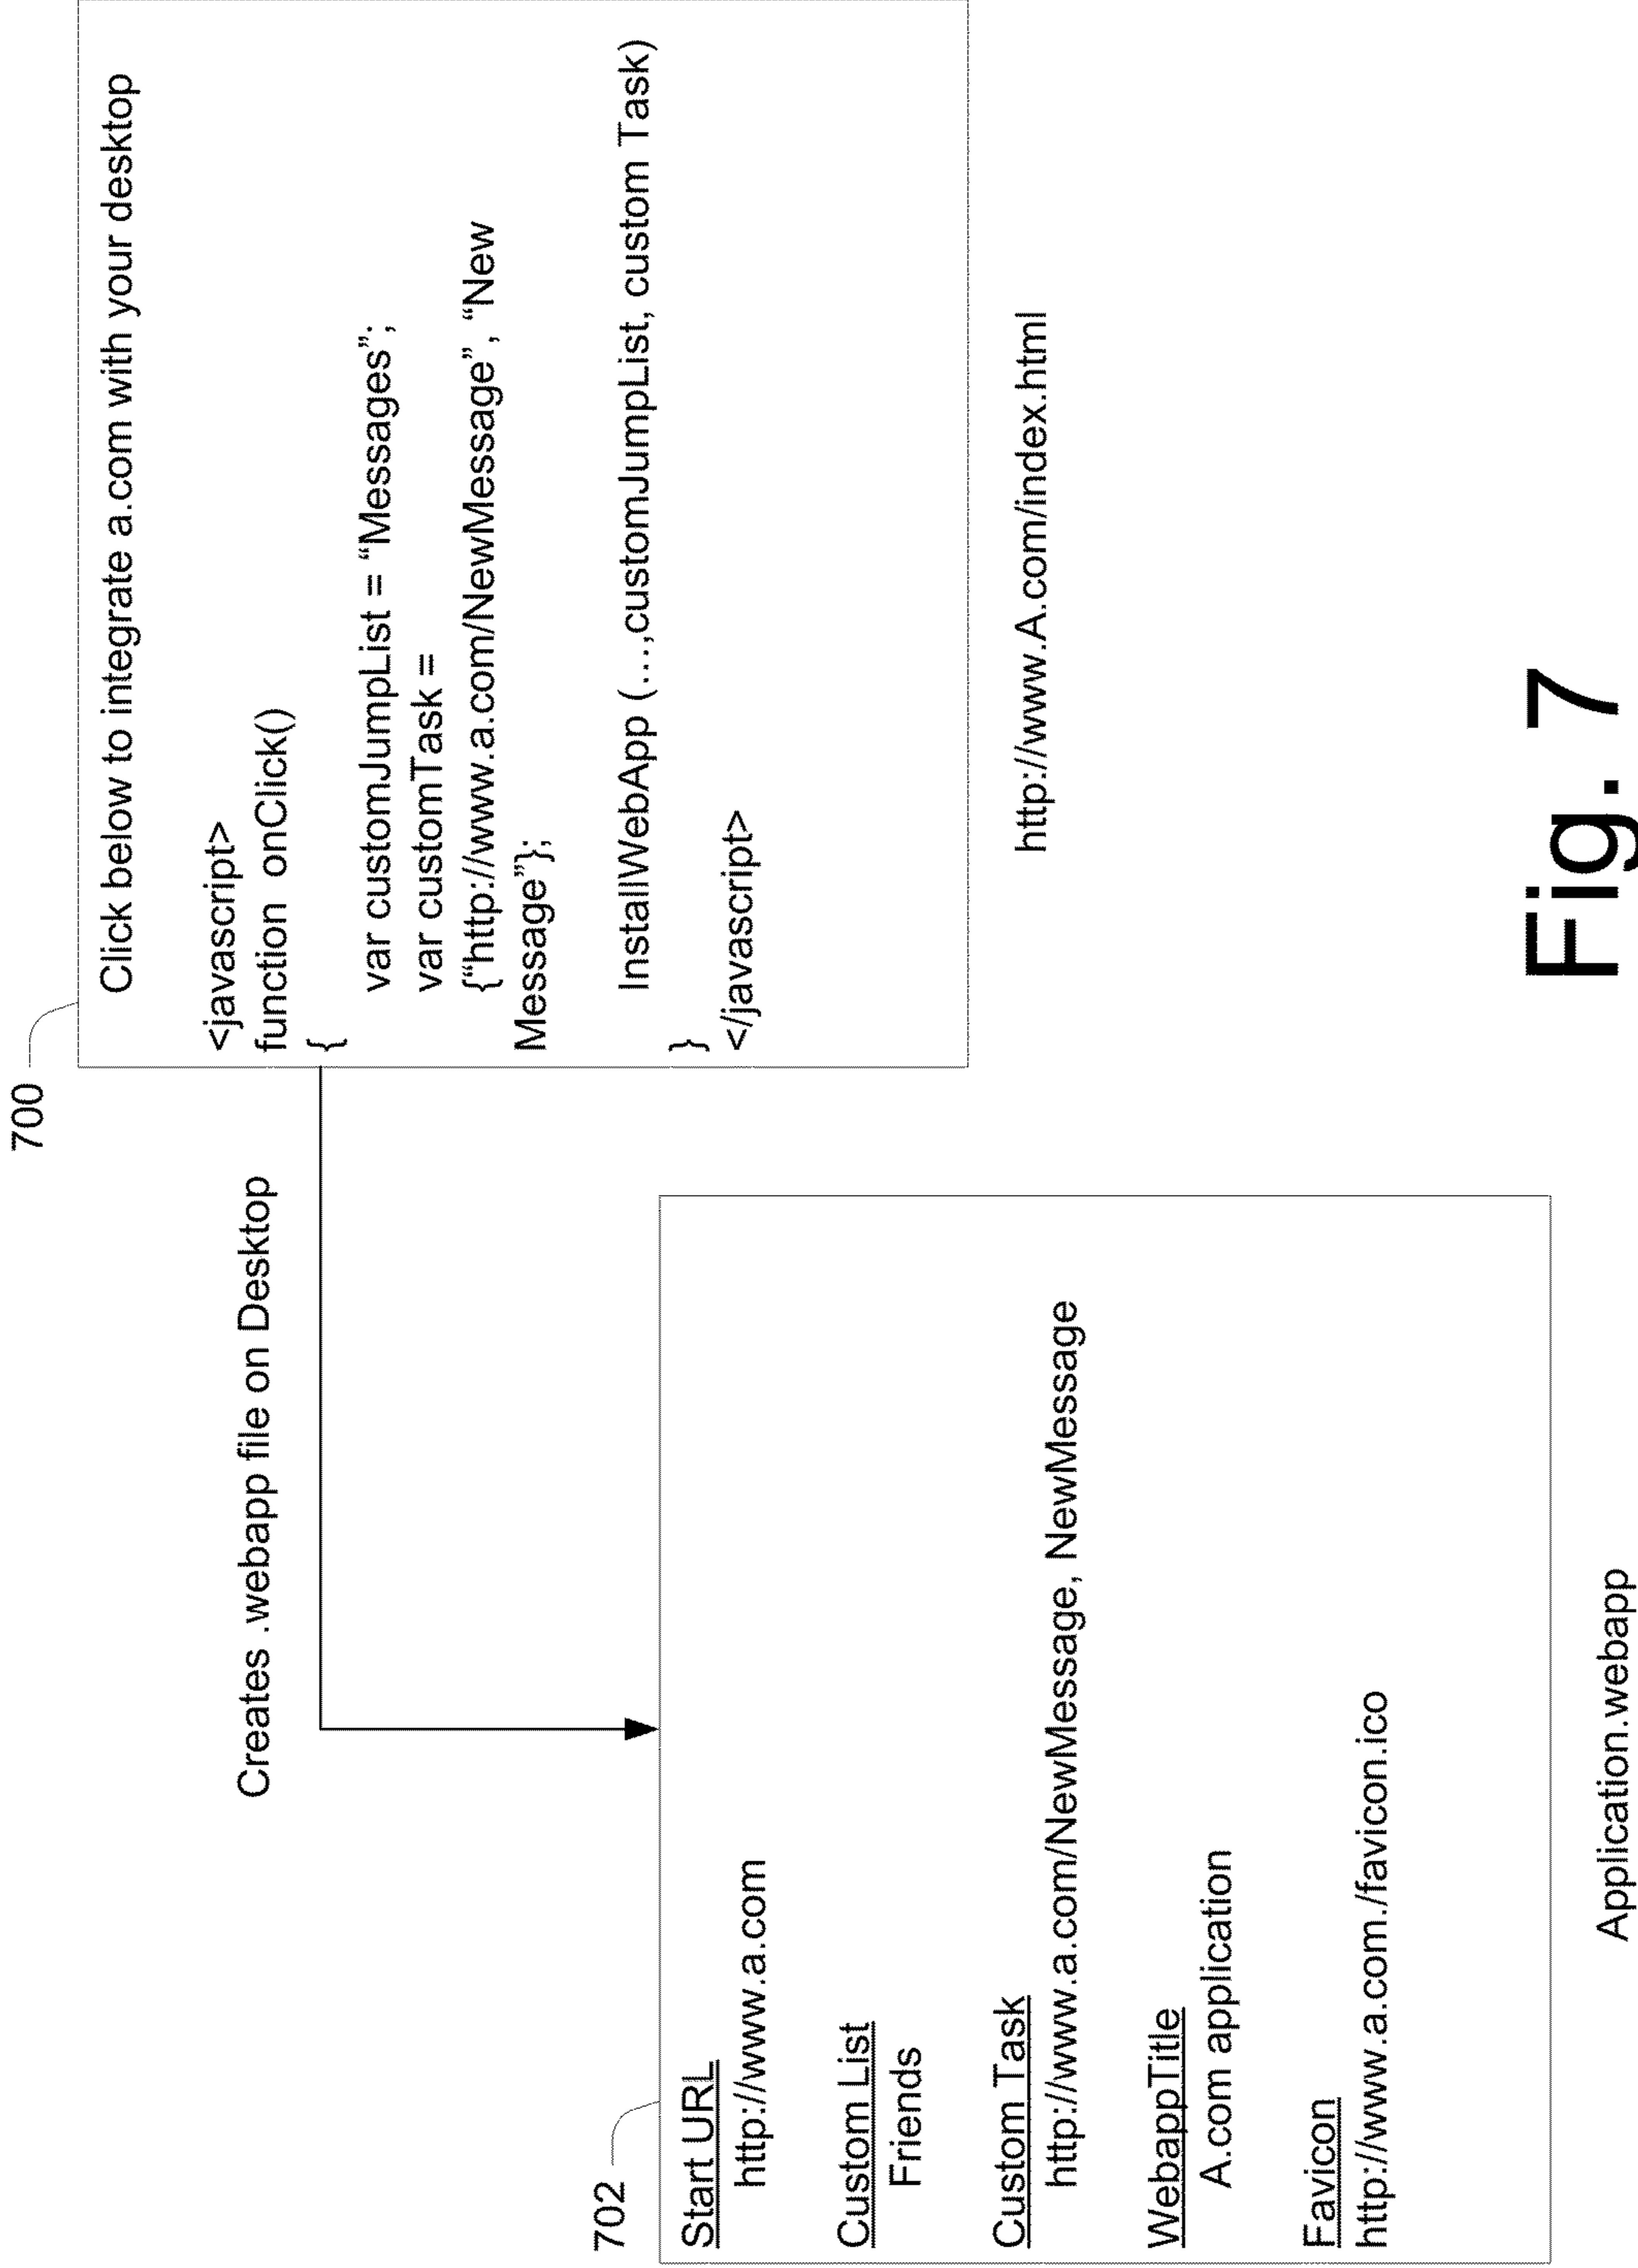 700
Click below to integrate a.com with your desktop
<javascript>
function onClick()
{
var customJumpList = “Messages”;
var customTask =
{“http://www.a.com/NewMessage”, “New
Message”};
InstallWebApp (…,customJumpList, custom Task)
}
</javascript>
http://www.A.com/index.html
Creates .webapp file on Desktop
702
Start URL
http://www.a.com
Custom List
Friends
Custom Task
http://www.a.com/NewMessage, NewMessage
WebappTitle
A.com application
Favicon
http://www.a.com./favicon.ico
Application.webapp
Fig. 7